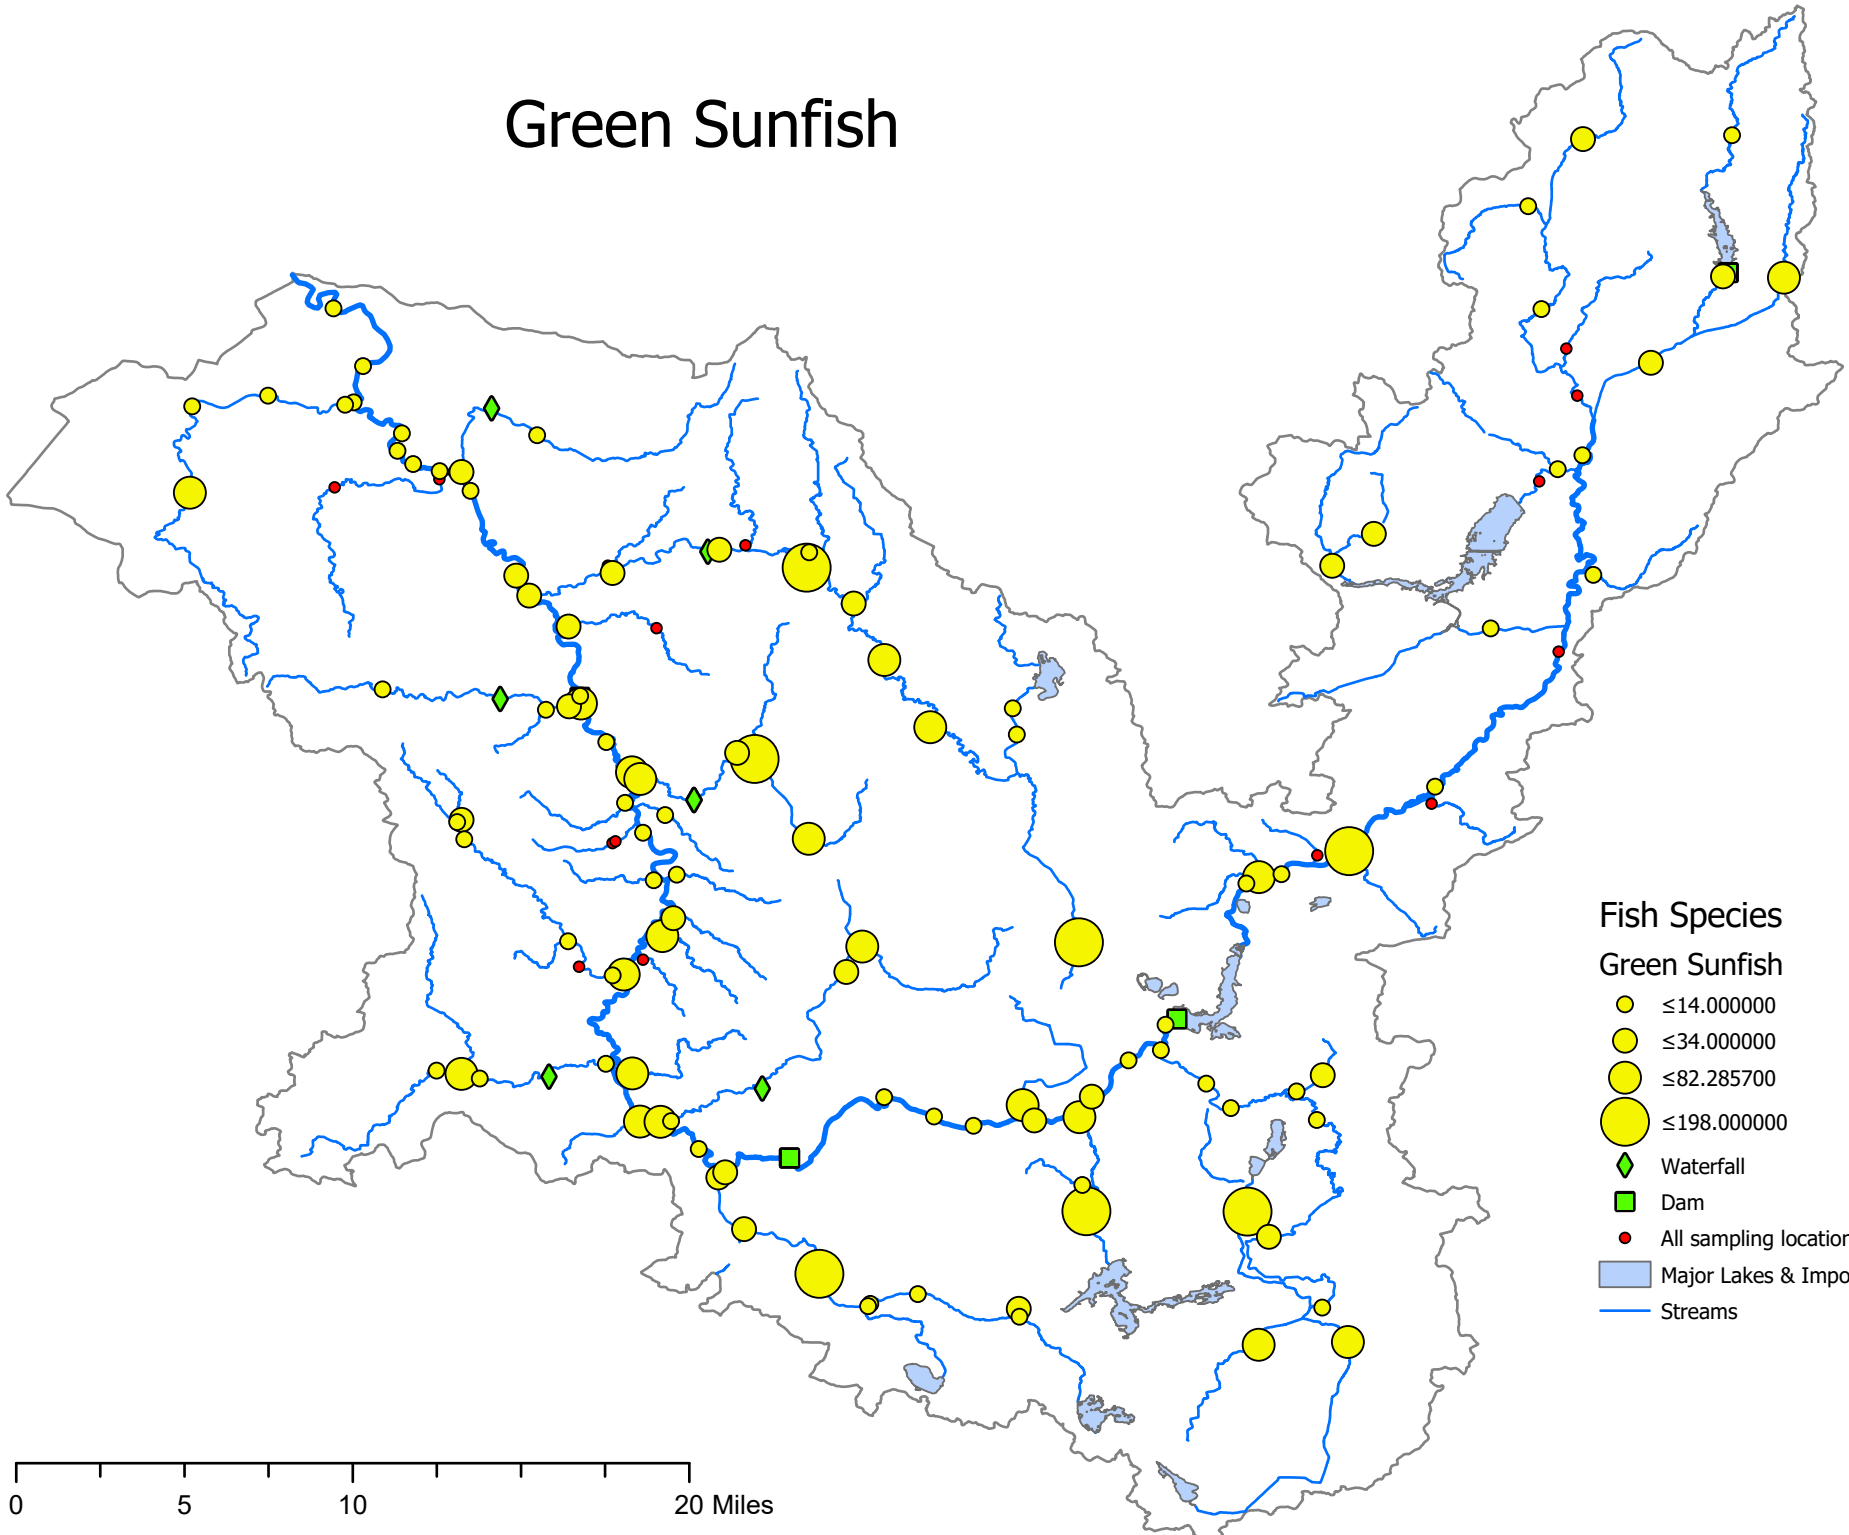 Green Sunfish
Fish Species
Green Sunfish
≤14.000000
≤34.000000
≤82.285700
≤198.000000
Waterfall
Dam
All sampling location
Major Lakes & Impo
Streams
0 5 10 20 Miles